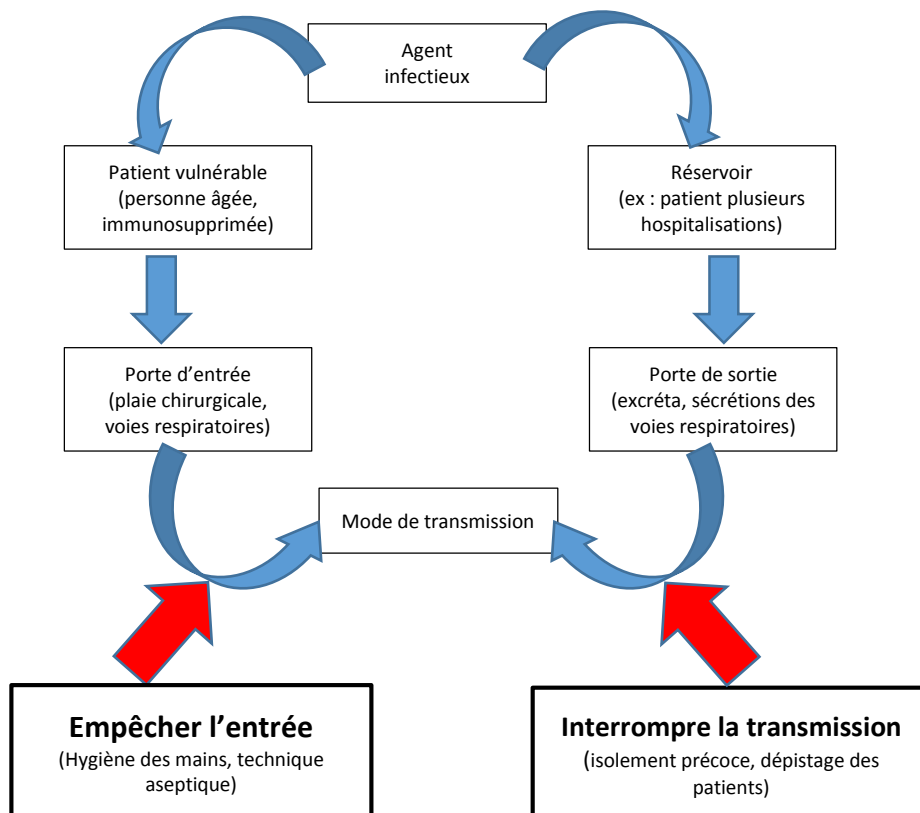 Agent
infectieux
Patient vulnérable
(personne âgée,
immunosupprimée)
Réservoir
(ex : patient plusieurs
hospitalisations)
Porte d’entrée
(plaie chirurgicale,
voies respiratoires)
Porte de sortie
(excréta, sécrétions des
voies respiratoires)
Mode de transmission
Empêcher l’entrée
(Hygiène des mains, technique
aseptique)
Interrompre la transmission
(isolement précoce, dépistage des
patients)